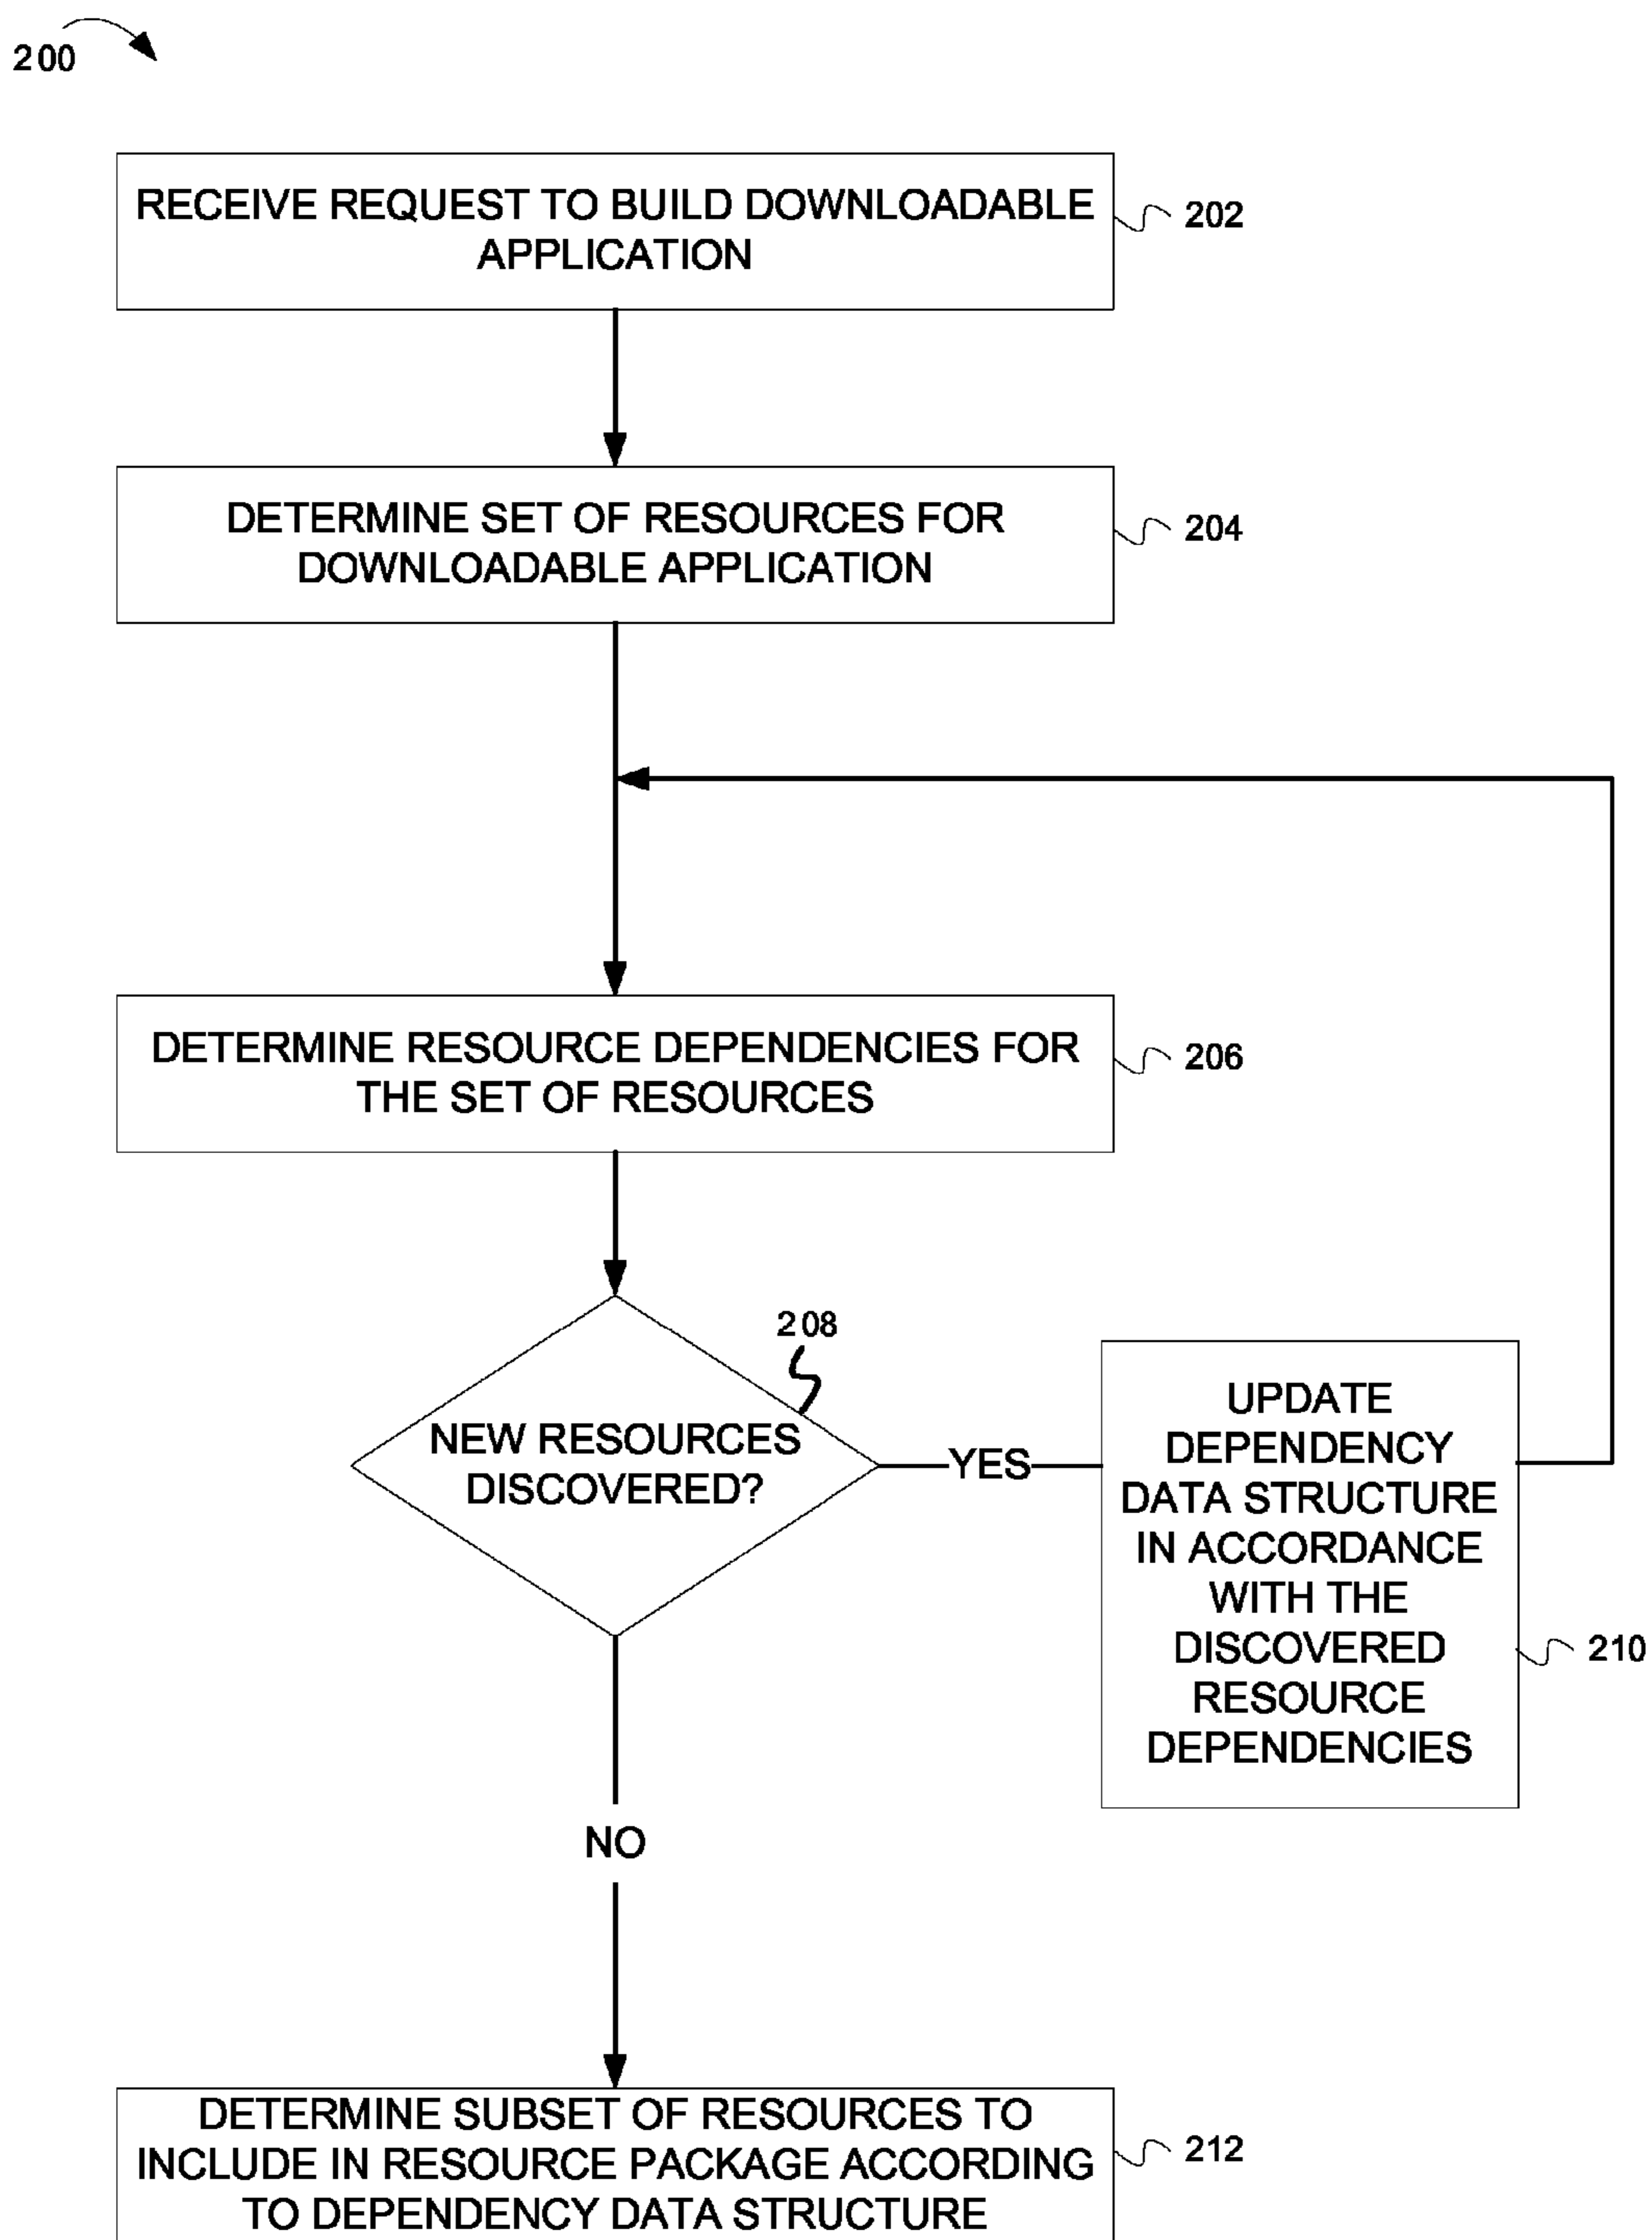 200
RECEIVE REQUEST TO BUILD DOWNLOADABLE
APPLICATION
202
DETERMINE SET OF RESOURCES FOR
DOWNLOADABLE APPLICATION
204
DETERMINE RESOURCE DEPENDENCIES FOR
THE SET OF RESOURCES
206
208
NEW RESOURCES
DISCOVERED?
YES
UPDATE
DEPENDENCY
DATA STRUCTURE
IN ACCORDANCE
WITH THE
DISCOVERED
RESOURCE
DEPENDENCIES
210
NO
DETERMINE SUBSET OF RESOURCES TO
INCLUDE IN RESOURCE PACKAGE ACCORDING
TO DEPENDENCY DATA STRUCTURE
212